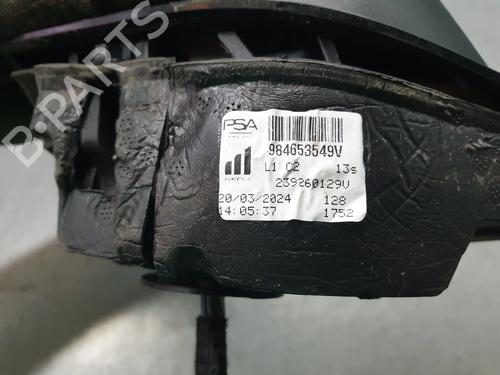 B-PARTS
PSA
984653549V
L1 C2 13s
239260129V
20/03/2024 128
14:05:37 1752